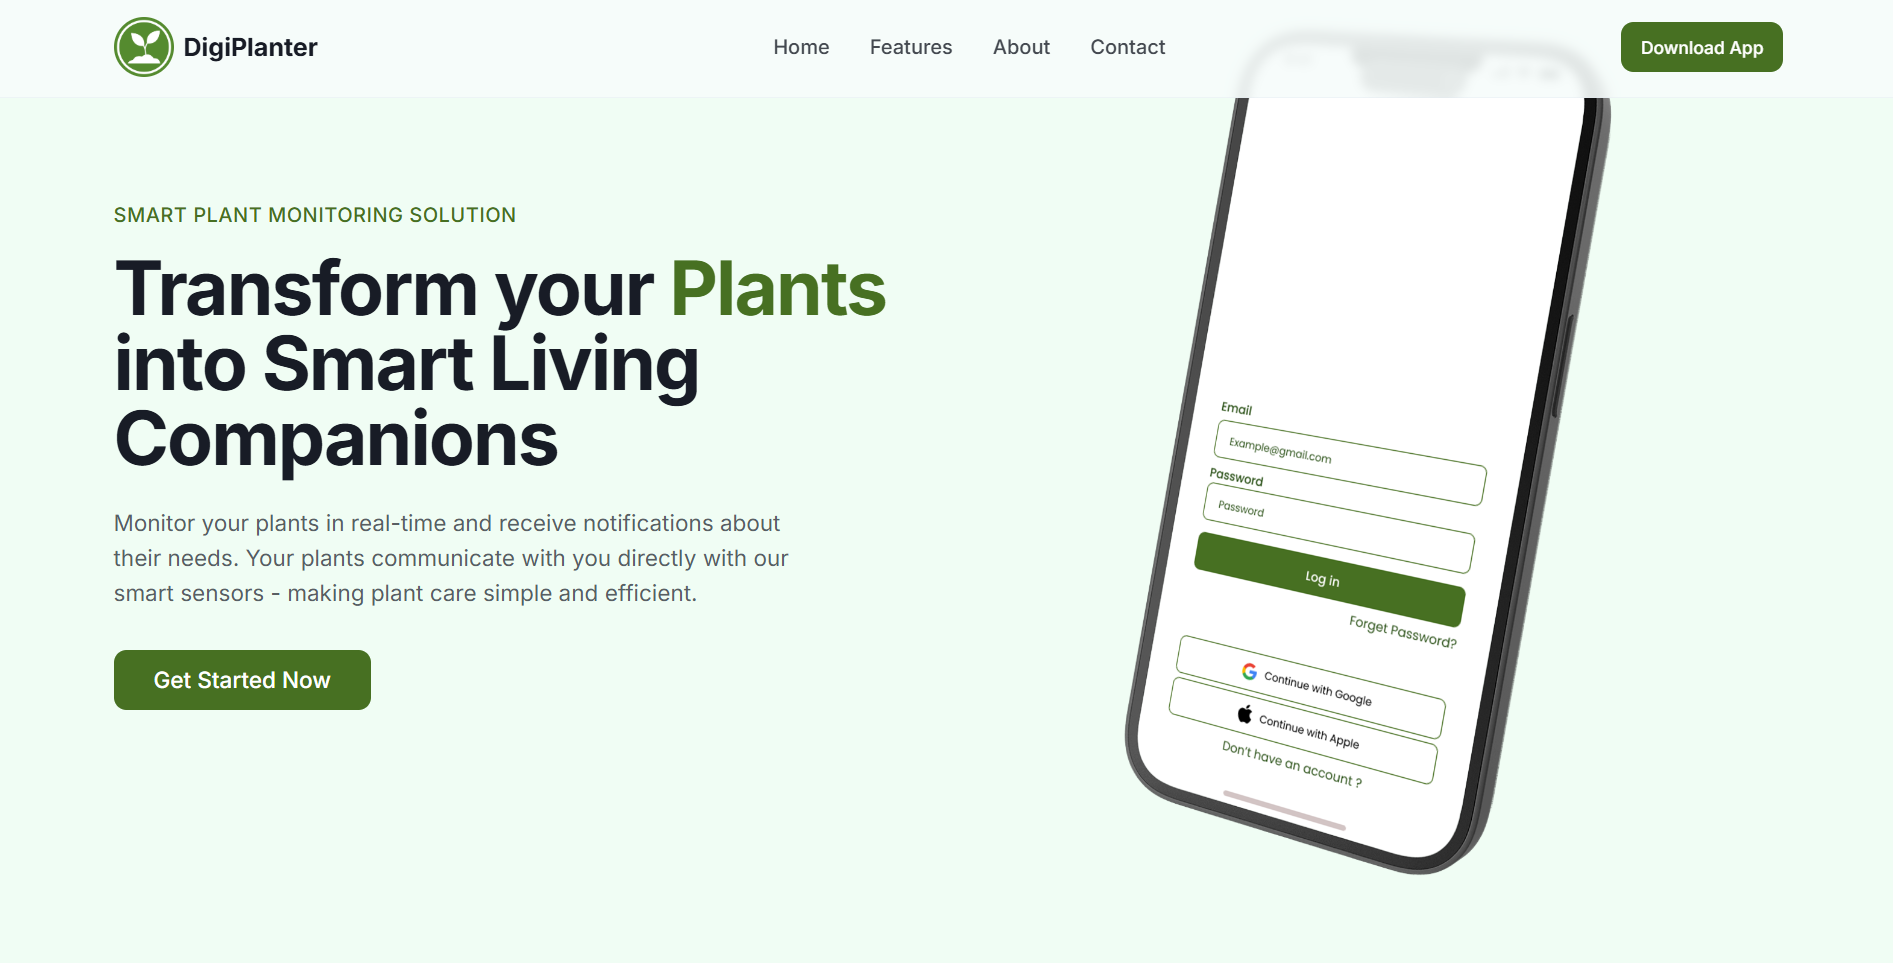 DigiPlanter
Home
Features
About
Contact
Download App
SMART PLANT MONITORING SOLUTION
Transform your Plants
into Smart Living
Companions
Monitor your plants in real-time and receive notifications about
their needs. Your plants communicate with you directly with our
smart sensors - making plant care simple and efficient.
Get Started Now
Email
Example@gmail.com
Password
Password
Log in
Forget Password?
Continue with Google
Continue with Apple
Don't have an account ?